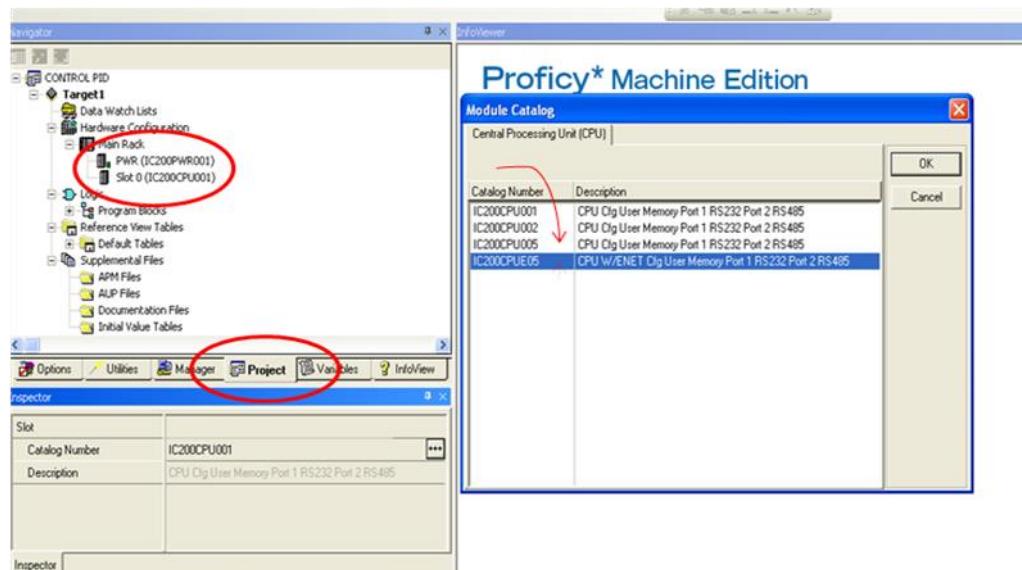 Navigator
InfoViewer
CONTROL PID
Target1
Data Watch Lists
Hardware Configuration
Main Rack
PWR (IC200PWR001)
Slot 0 (IC200CPU001)
Logic
Program Blocks
Reference View Tables
Default Tables
Supplemental Files
APM Files
AUP Files
Documentation Files
Initial Value Tables
Options Utilities Manager Project Variables InfoView
Inspector
Slot
Catalog Number IC200CPU001
Description CPU Cfg User Memory Port 1 RS232 Port 2 RS485
Inspector
Proficy* Machine Edition
Module Catalog
Central Processing Unit (CPU)
OK
Cancel
Catalog Number Description
IC200CPU001 CPU Cfg User Memory Port 1 RS232 Port 2 RS485
IC200CPU002 CPU Cfg User Memory Port 1 RS232 Port 2 RS485
IC200CPU005 CPU Cfg User Memory Port 1 RS232 Port 2 RS485
IC200CPUE05 CPU W/ENET Cfg User Memory Port 1 RS232 Port 2 RS485